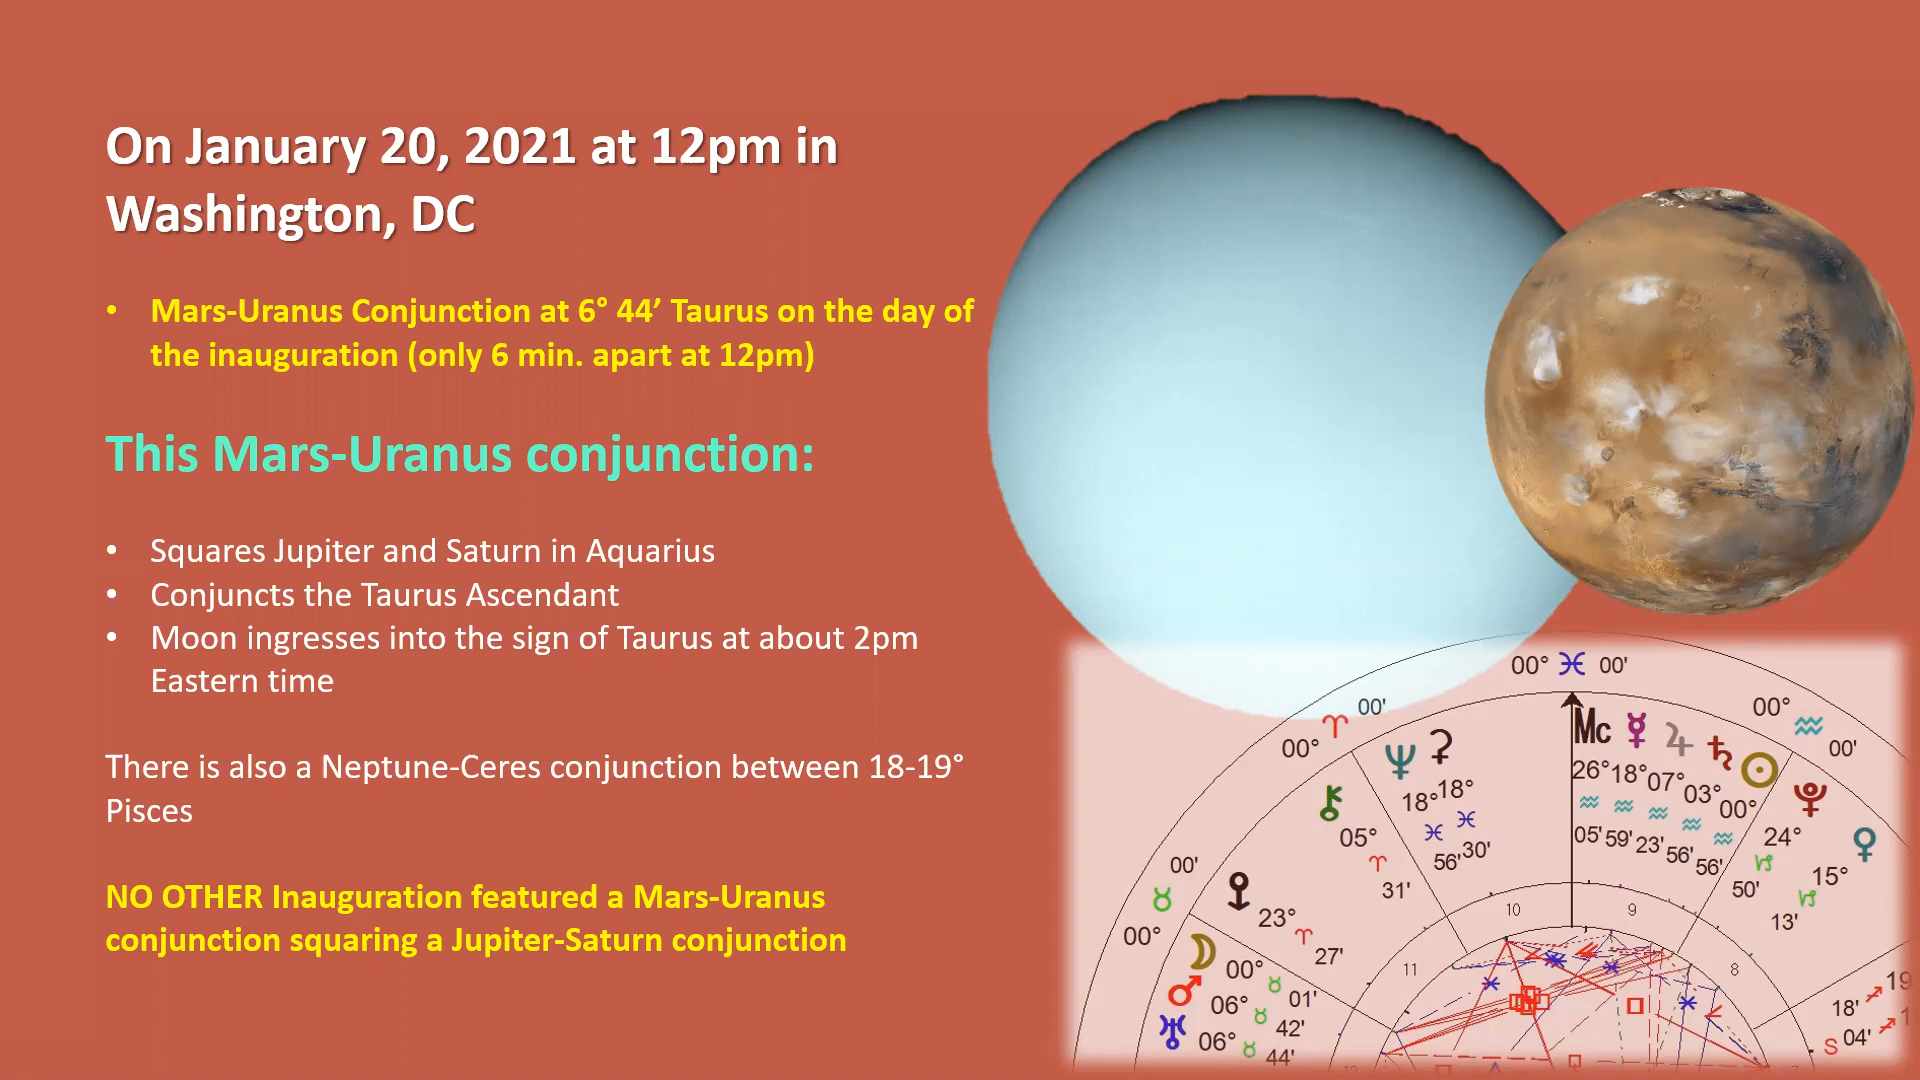 On January 20, 2021 at 12pm in
Washington, DC
• Mars-Uranus Conjunction at 6° 44’ Taurus on the day of
the inauguration (only 6 min. apart at 12pm)
This Mars-Uranus conjunction:
• Squares Jupiter and Saturn in Aquarius
• Conjuncts the Taurus Ascendant
• Moon ingresses into the sign of Taurus at about 2pm
Eastern time
There is also a Neptune-Ceres conjunction between 18-19°
Pisces
NO OTHER Inauguration featured a Mars-Uranus
conjunction squaring a Jupiter-Saturn conjunction
00° ♓ 00'
00° ♈ 00'
00° ♒ 00'
00° ♉ 00'
♆ 18° ♓ 56'
⚳ 18° ♓ 30'
Mc 26° ♒ 05'
☿ 18° ♒ 59'
♃ 07° ♒ 23'
♄ 03° ♒ 56'
☉ 00° ♒ 56'
♇ 24° ♑ 50'
♀ 15° ♑ 13'
⚷ 05° ♈ 31'
23° ♈ 27'
☽ 00° ♉ 01'
♂ 06° ♉ 42'
♅ 06° ♉ 44'
10
9
11
8
18' ♐ 19
S 04' ♐